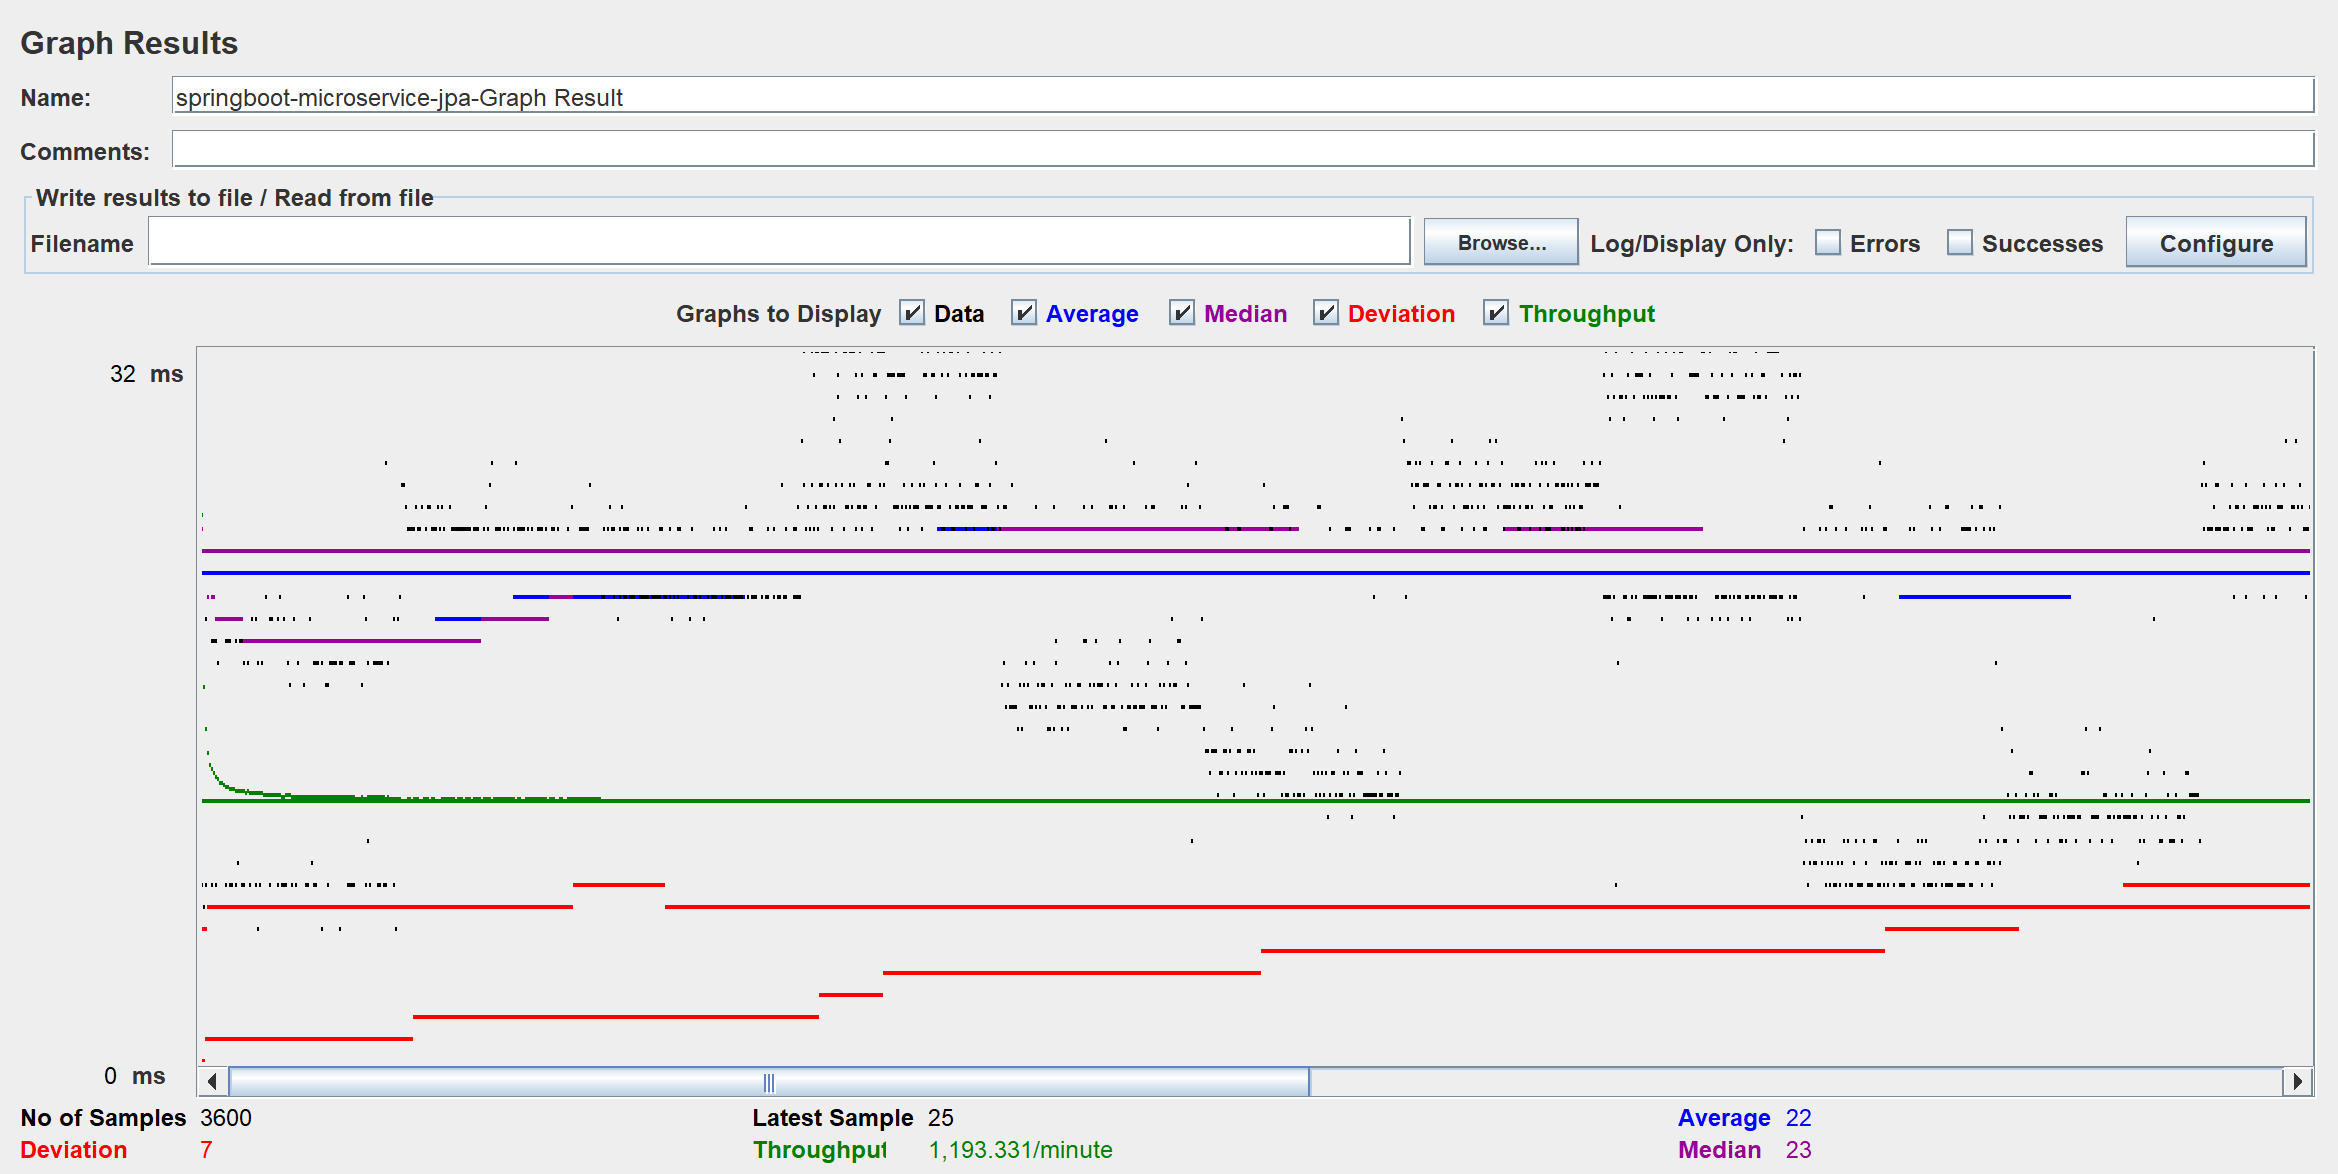 Graph Results
Name: springboot-microservice-jpa-Graph Result
Comments:
Write results to file / Read from file
Filename Browse... Log/Display Only: Errors Successes Configure
Graphs to Display Data Average Median Deviation Throughput
32 ms
0 ms
No of Samples 3600 Latest Sample 25 Average 22
Deviation 7 Throughput 1,193.331/minute Median 23